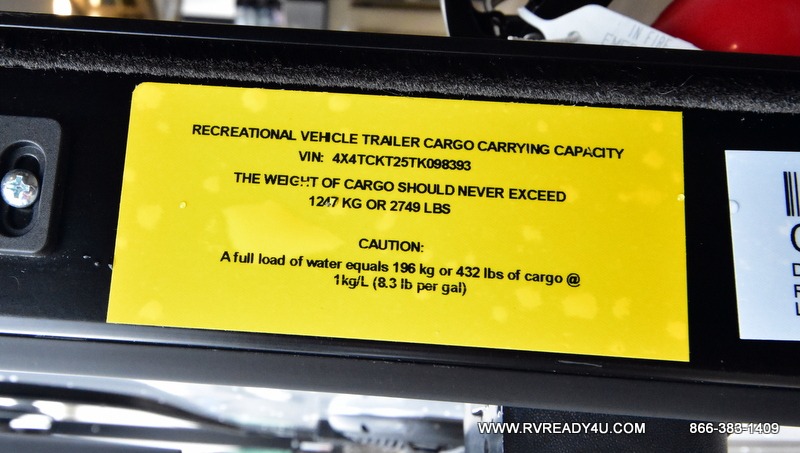 IN FIRE
RECREATIONAL VEHICLE TRAILER CARGO CARRYING CAPACITY
VIN: 4X4TCKT25TK098393
THE WEIGHT OF CARGO SHOULD NEVER EXCEED
1247 KG OR 2749 LBS
CAUTION:
A full load of water equals 196 kg or 432 lbs of cargo @
1kg/L (8.3 lb per gal)
WWW.RVREADY4U.COM 866-383-1409